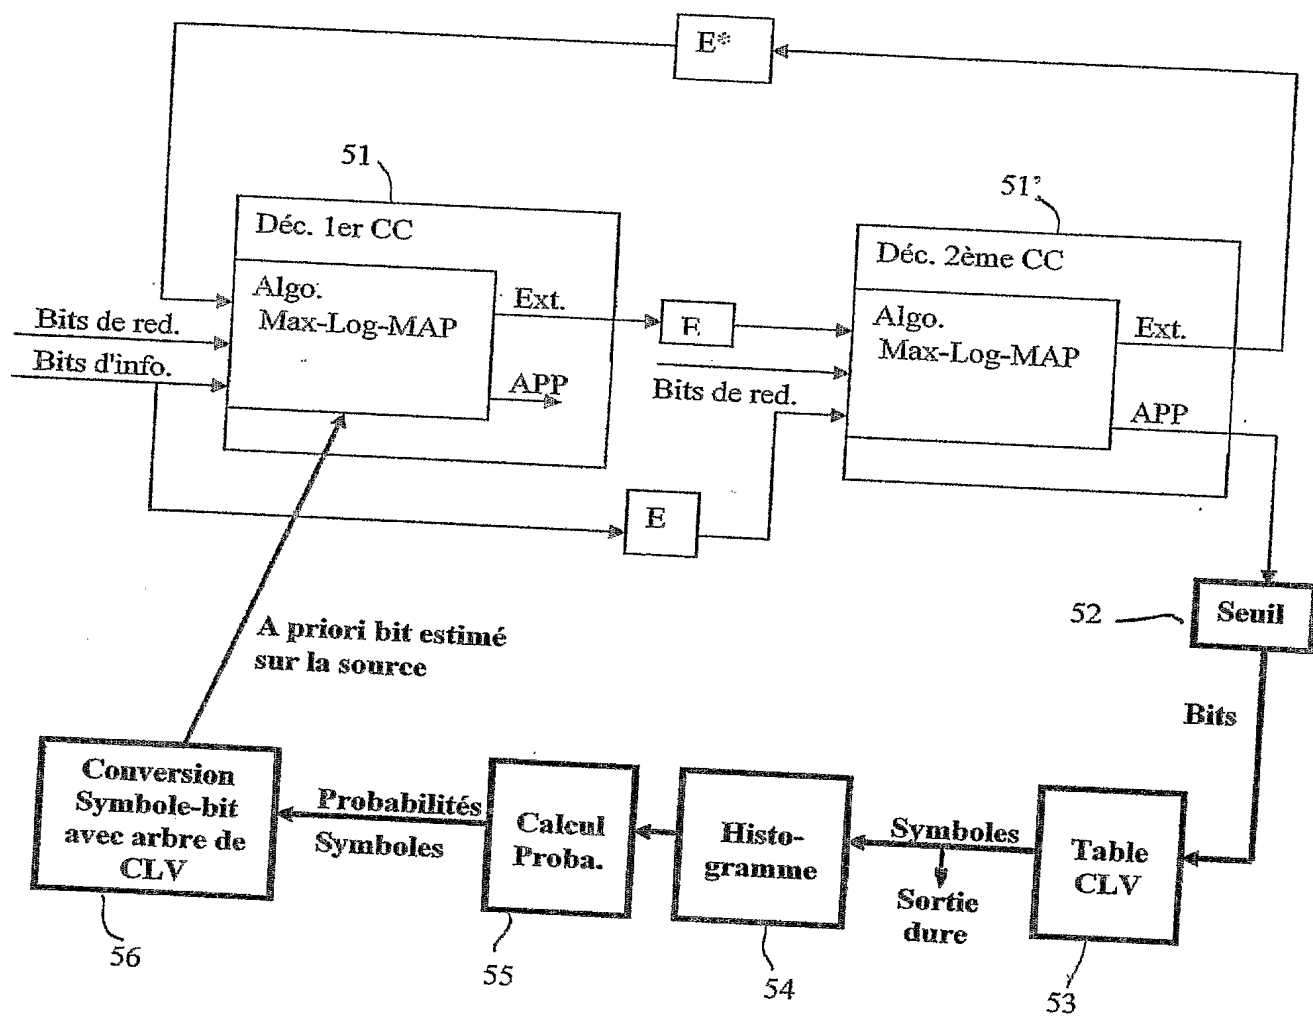 E*
51
51'
Déc. 1er CC
Déc. 2ème CC
Algo.
Max-Log-MAP
Ext.
APP
Bits de red.
Bits d'info.
E
Bits de red.
Algo.
Max-Log-MAP
Ext.
APP
E
52
Seuil
A priori bit estimé
sur la source
Bits
Conversion
Symbole-bit
avec arbre de
CLV
Probabilités
Symboles
Calcul
Proba.
Histo-
gramme
Symboles
Sortie
dure
Table
CLV
56
55
54
53